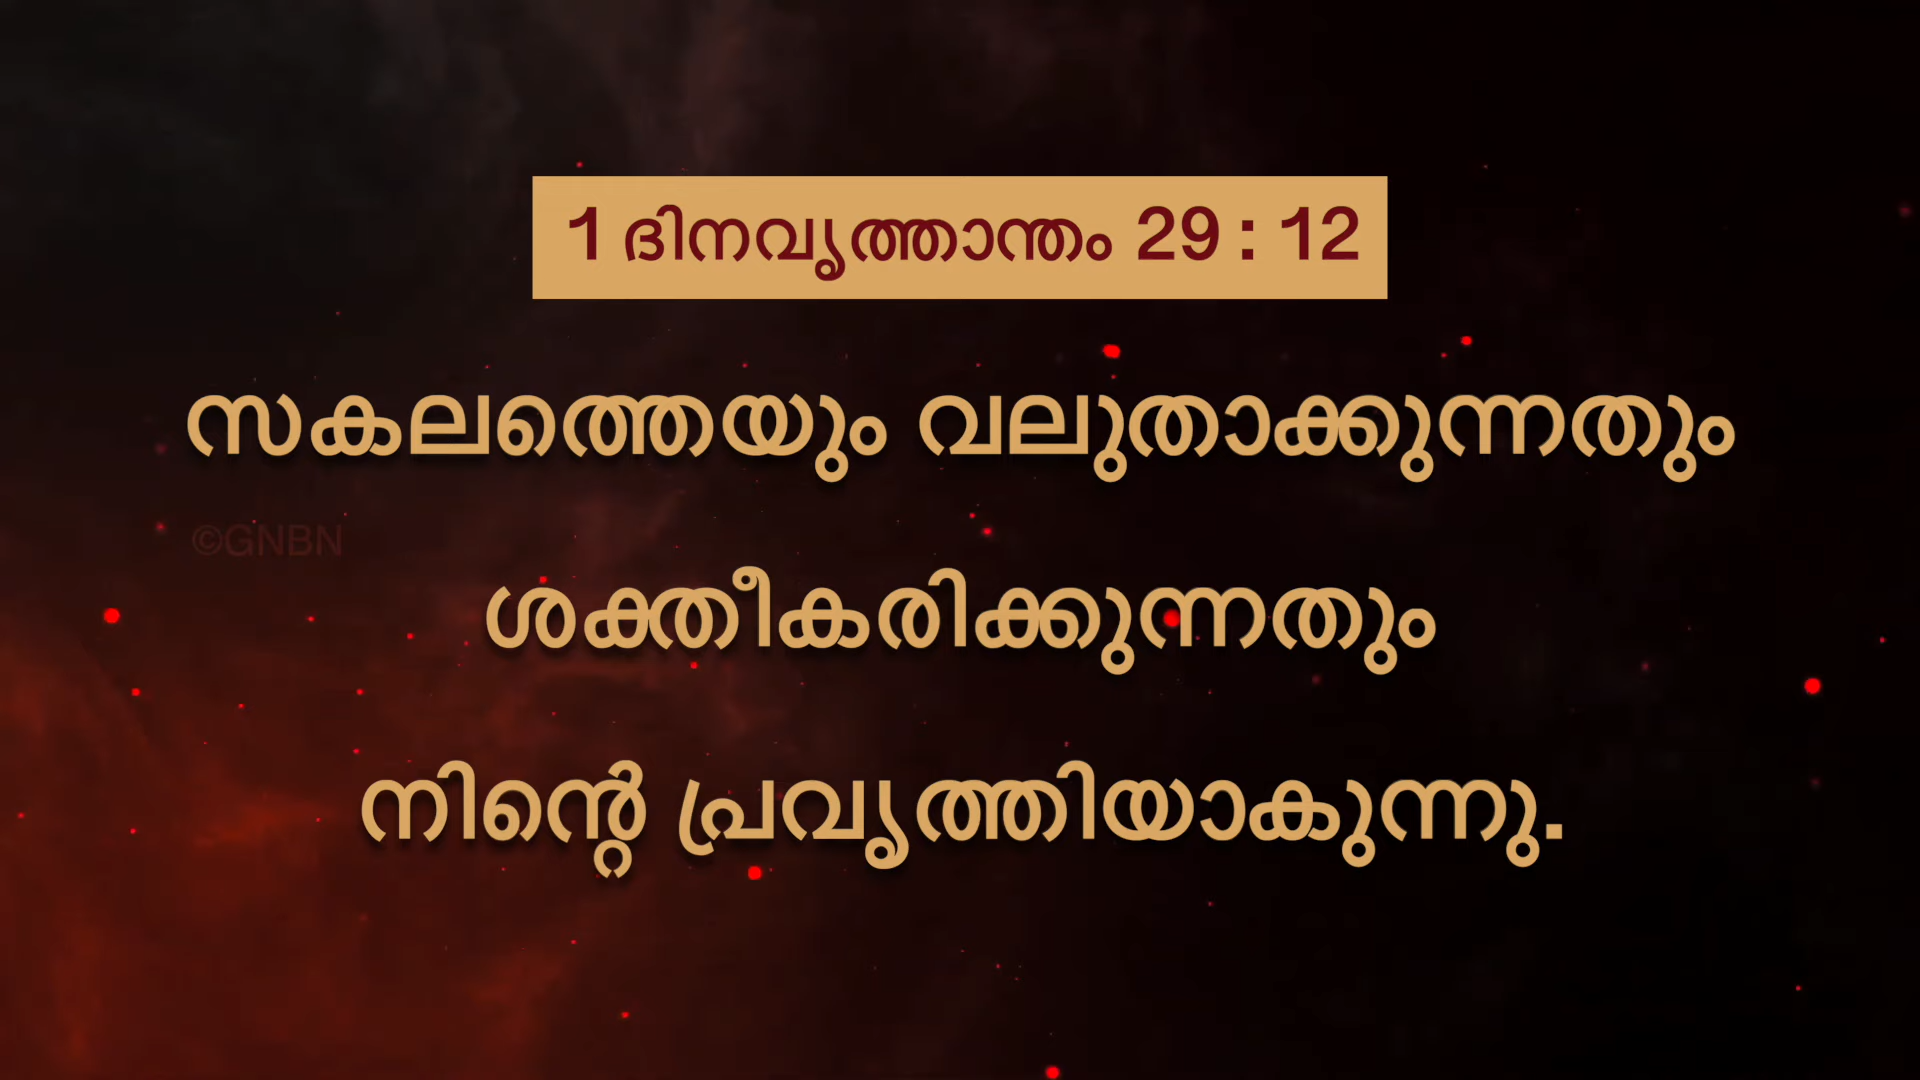 1 ദിനവൃത്താന്തം 29 : 12
സകലത്തെയും വലുതാക്കുന്നതും
©GNBN
ശക്തീകരിക്കുന്നതും
നിന്റെ പ്രവൃത്തിയാകുന്നു.